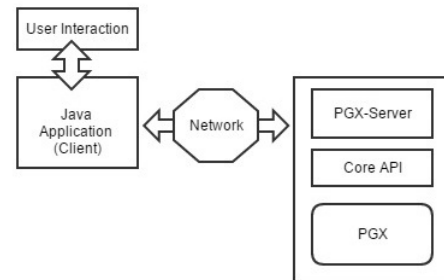 User Interaction
Java
Application
(Client)
Network
PGX-Server
Core API
PGX